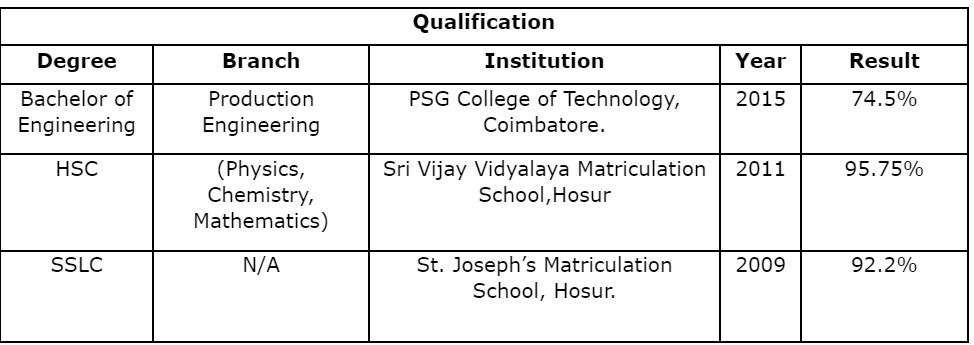 Qualification
Degree Branch Institution Year Result
Bachelor of Production PSG College of Technology, 2015 74.5%
Engineering Engineering Coimbatore.
HSC (Physics, Sri Vijay Vidyalaya Matriculation 2011 95.75%
Chemistry, School,Hosur
Mathematics)
SSLC N/A St. Joseph’s Matriculation 2009 92.2%
School, Hosur.